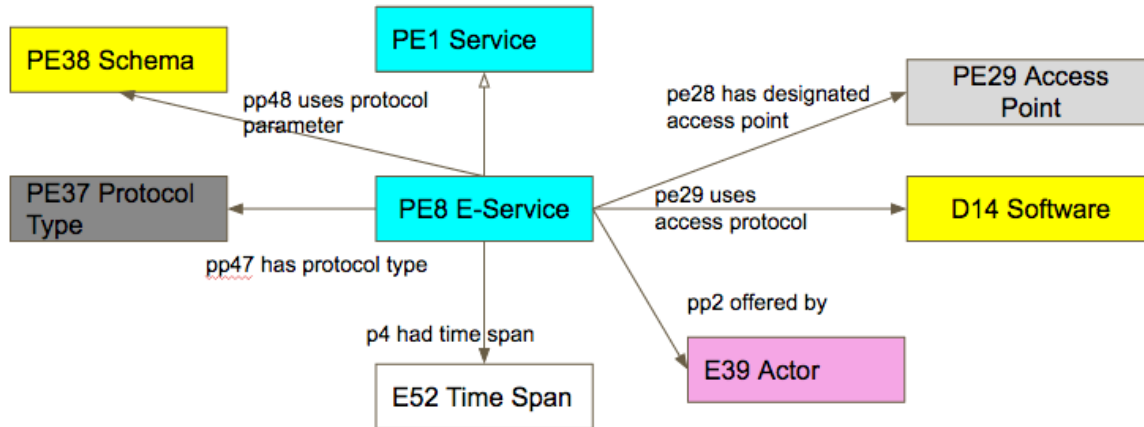 PE1 Service
PE38 Schema
PE29 Access
Point
pp48 uses protocol
parameter
pe28 has designated
access point
PE37 Protocol
Type
PE8 E-Service
pe29 uses
access protocol
D14 Software
pp47 has protocol type
pp2 offered by
p4 had time span
E39 Actor
E52 Time Span